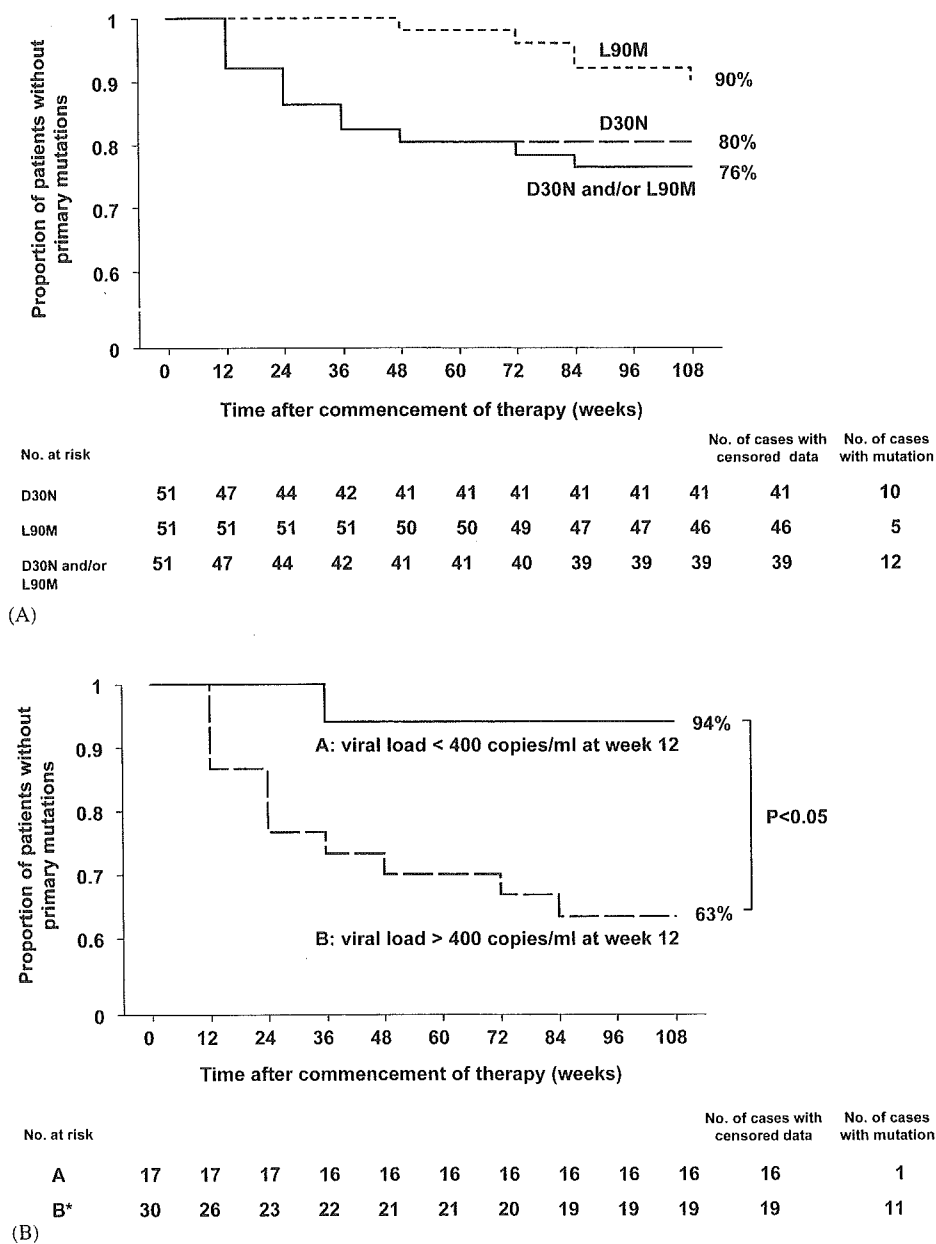 (A)
1
0.9
0.8
0.7
0.6
0
Proportion of patients without
primary mutations
L90M
90%
D30N
80%
76%
D30N and/or L90M
0 12 24 36 48 60 72 84 96 108
Time after commencement of therapy (weeks)
No. at risk
No. of cases with
censored data
No. of cases
with mutation
D30N 51 47 44 42 41 41 41 41 41 41 41 10
L90M 51 51 51 51 50 50 49 47 47 46 46 5
D30N and/or
L90M
51 47 44 42 41 41 40 39 39 39 39 12
(A)
1
0.9
0.8
0.7
0.6
0
Proportion of patients without
primary mutations
94%
A: viral load < 400 copies/ml at week 12
P<0.05
63%
B: viral load > 400 copies/ml at week 12
0 12 24 36 48 60 72 84 96 108
Time after commencement of therapy (weeks)
No. at risk
No. of cases with
censored data
No. of cases
with mutation
A 17 17 17 16 16 16 16 16 16 16 16 1
B* 30 26 23 22 21 21 20 19 19 19 19 11
(B)